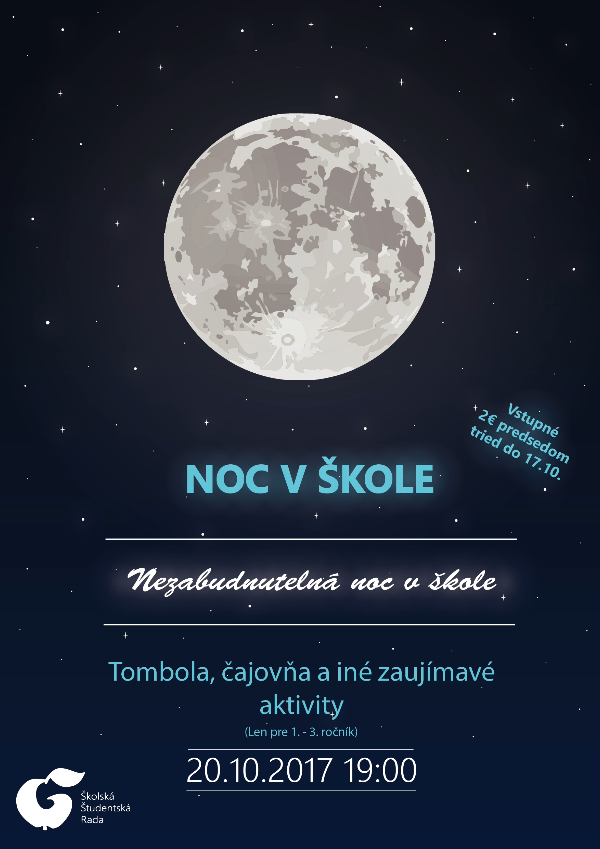 Vstupné
2€ predsedom
tried do 17.10.
NOC V ŠKOLE
Nezabudnutelná noc v škole
Tombola, čajovňa a iné zaujímavé
aktivity
(Len pre 1. - 3. ročník)
20.10.2017 19:00
Školská
Študentská
Rada